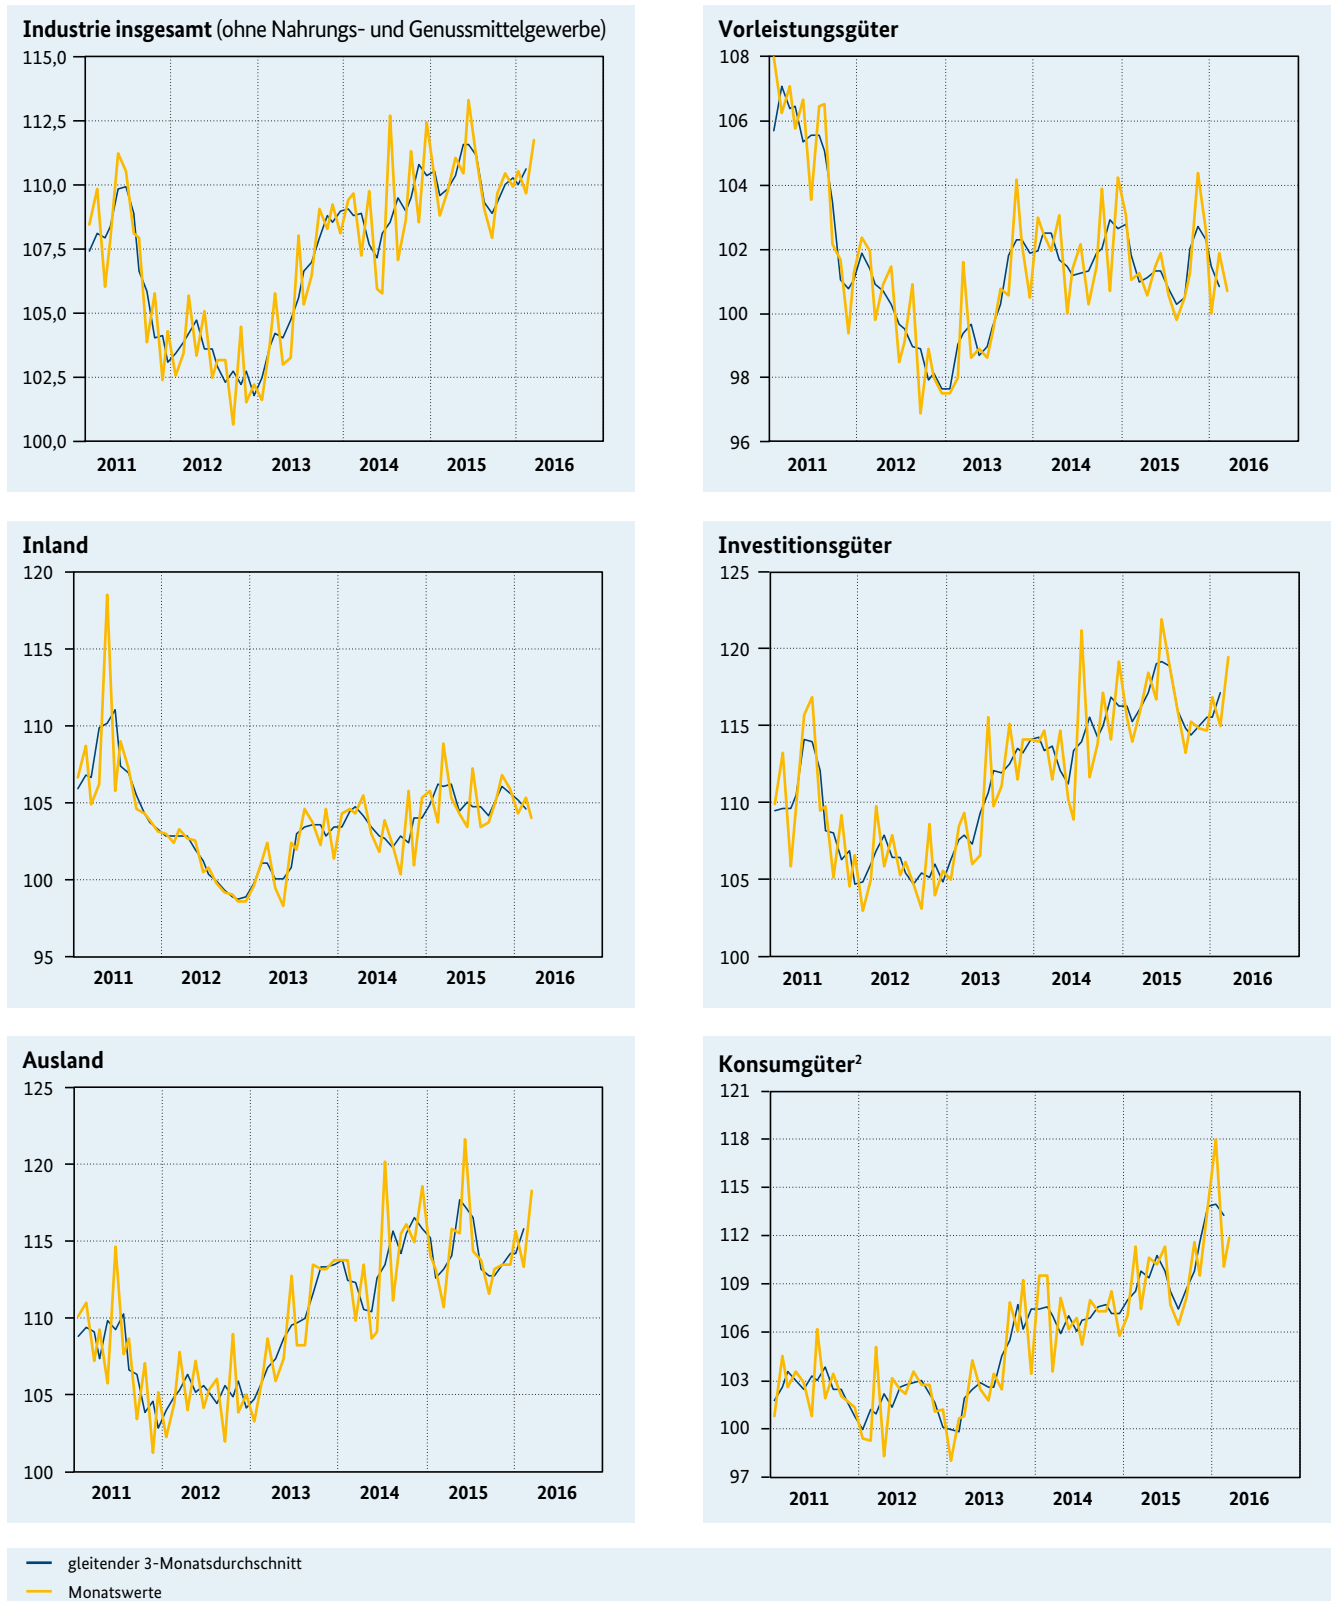 Industrie insgesamt (ohne Nahrungs- und Genussmittelgewerbe)
115,0
112,5
110,0
107,5
105,0
102,5
100,0
2011 2012 2013 2014 2015 2016
Vorleistungsgüter
108
106
104
102
100
98
96
2011 2012 2013 2014 2015 2016
Inland
120
115
110
105
100
95
2011 2012 2013 2014 2015 2016
Investitionsgüter
125
120
115
110
105
100
2011 2012 2013 2014 2015 2016
Ausland
125
120
115
110
105
100
2011 2012 2013 2014 2015 2016
Konsumgüter²
121
118
115
112
109
106
103
100
97
2011 2012 2013 2014 2015 2016
gleitender 3-Monatsdurchschnitt
Monatswerte